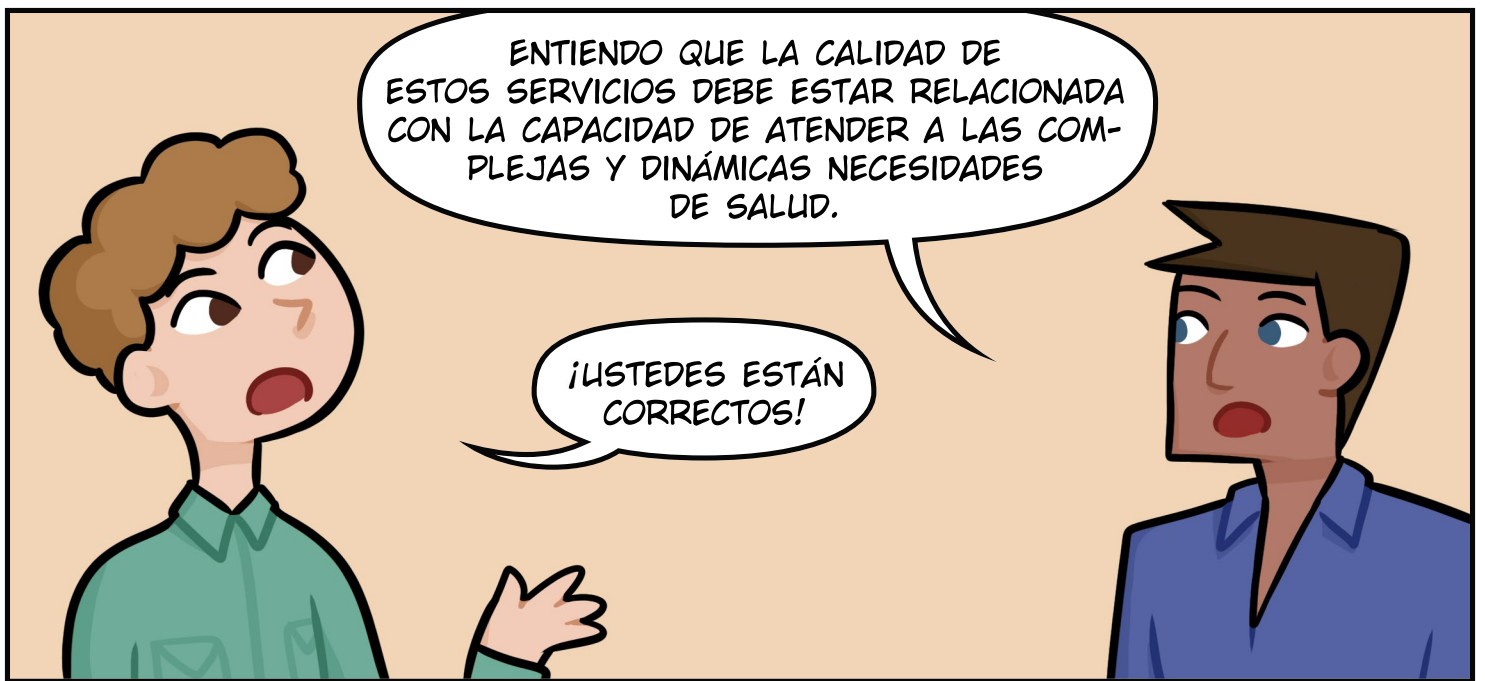 ENTIENDO QUE LA CALIDAD DE
ESTOS SERVICIOS DEBE ESTAR RELACIONADA
CON LA CAPACIDAD DE ATENDER A LAS COM-
PLEJAS Y DINÁMICAS NECESIDADES
DE SALUD.
¡USTEDES ESTÁN
CORRECTOS!